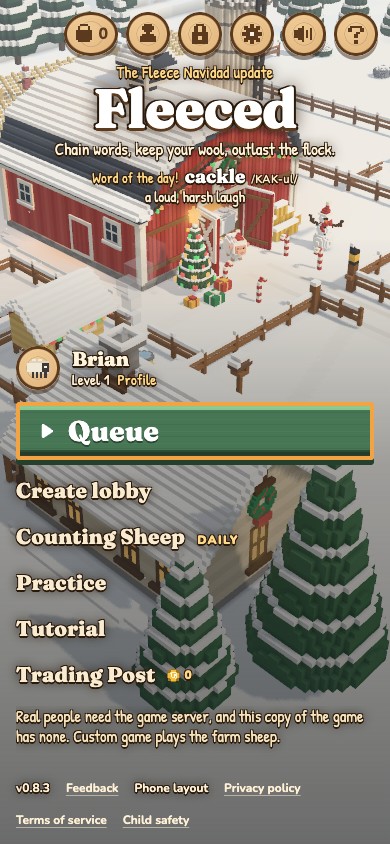 0
The Fleece Navidad update
Fleeced
Chain words, keep your wool, outlast the flock.
Word of the day! cackle /KAK-ul/
a loud, harsh laugh
Brian
Level 1 Profile
Queue
Create lobby
Counting Sheep DAILY
Practice
Tutorial
Trading Post 0
Real people need the game server, and this copy of the game
has none. Custom game plays the farm sheep.
v0.8.3 Feedback Phone layout Privacy policy
Terms of service Child safety